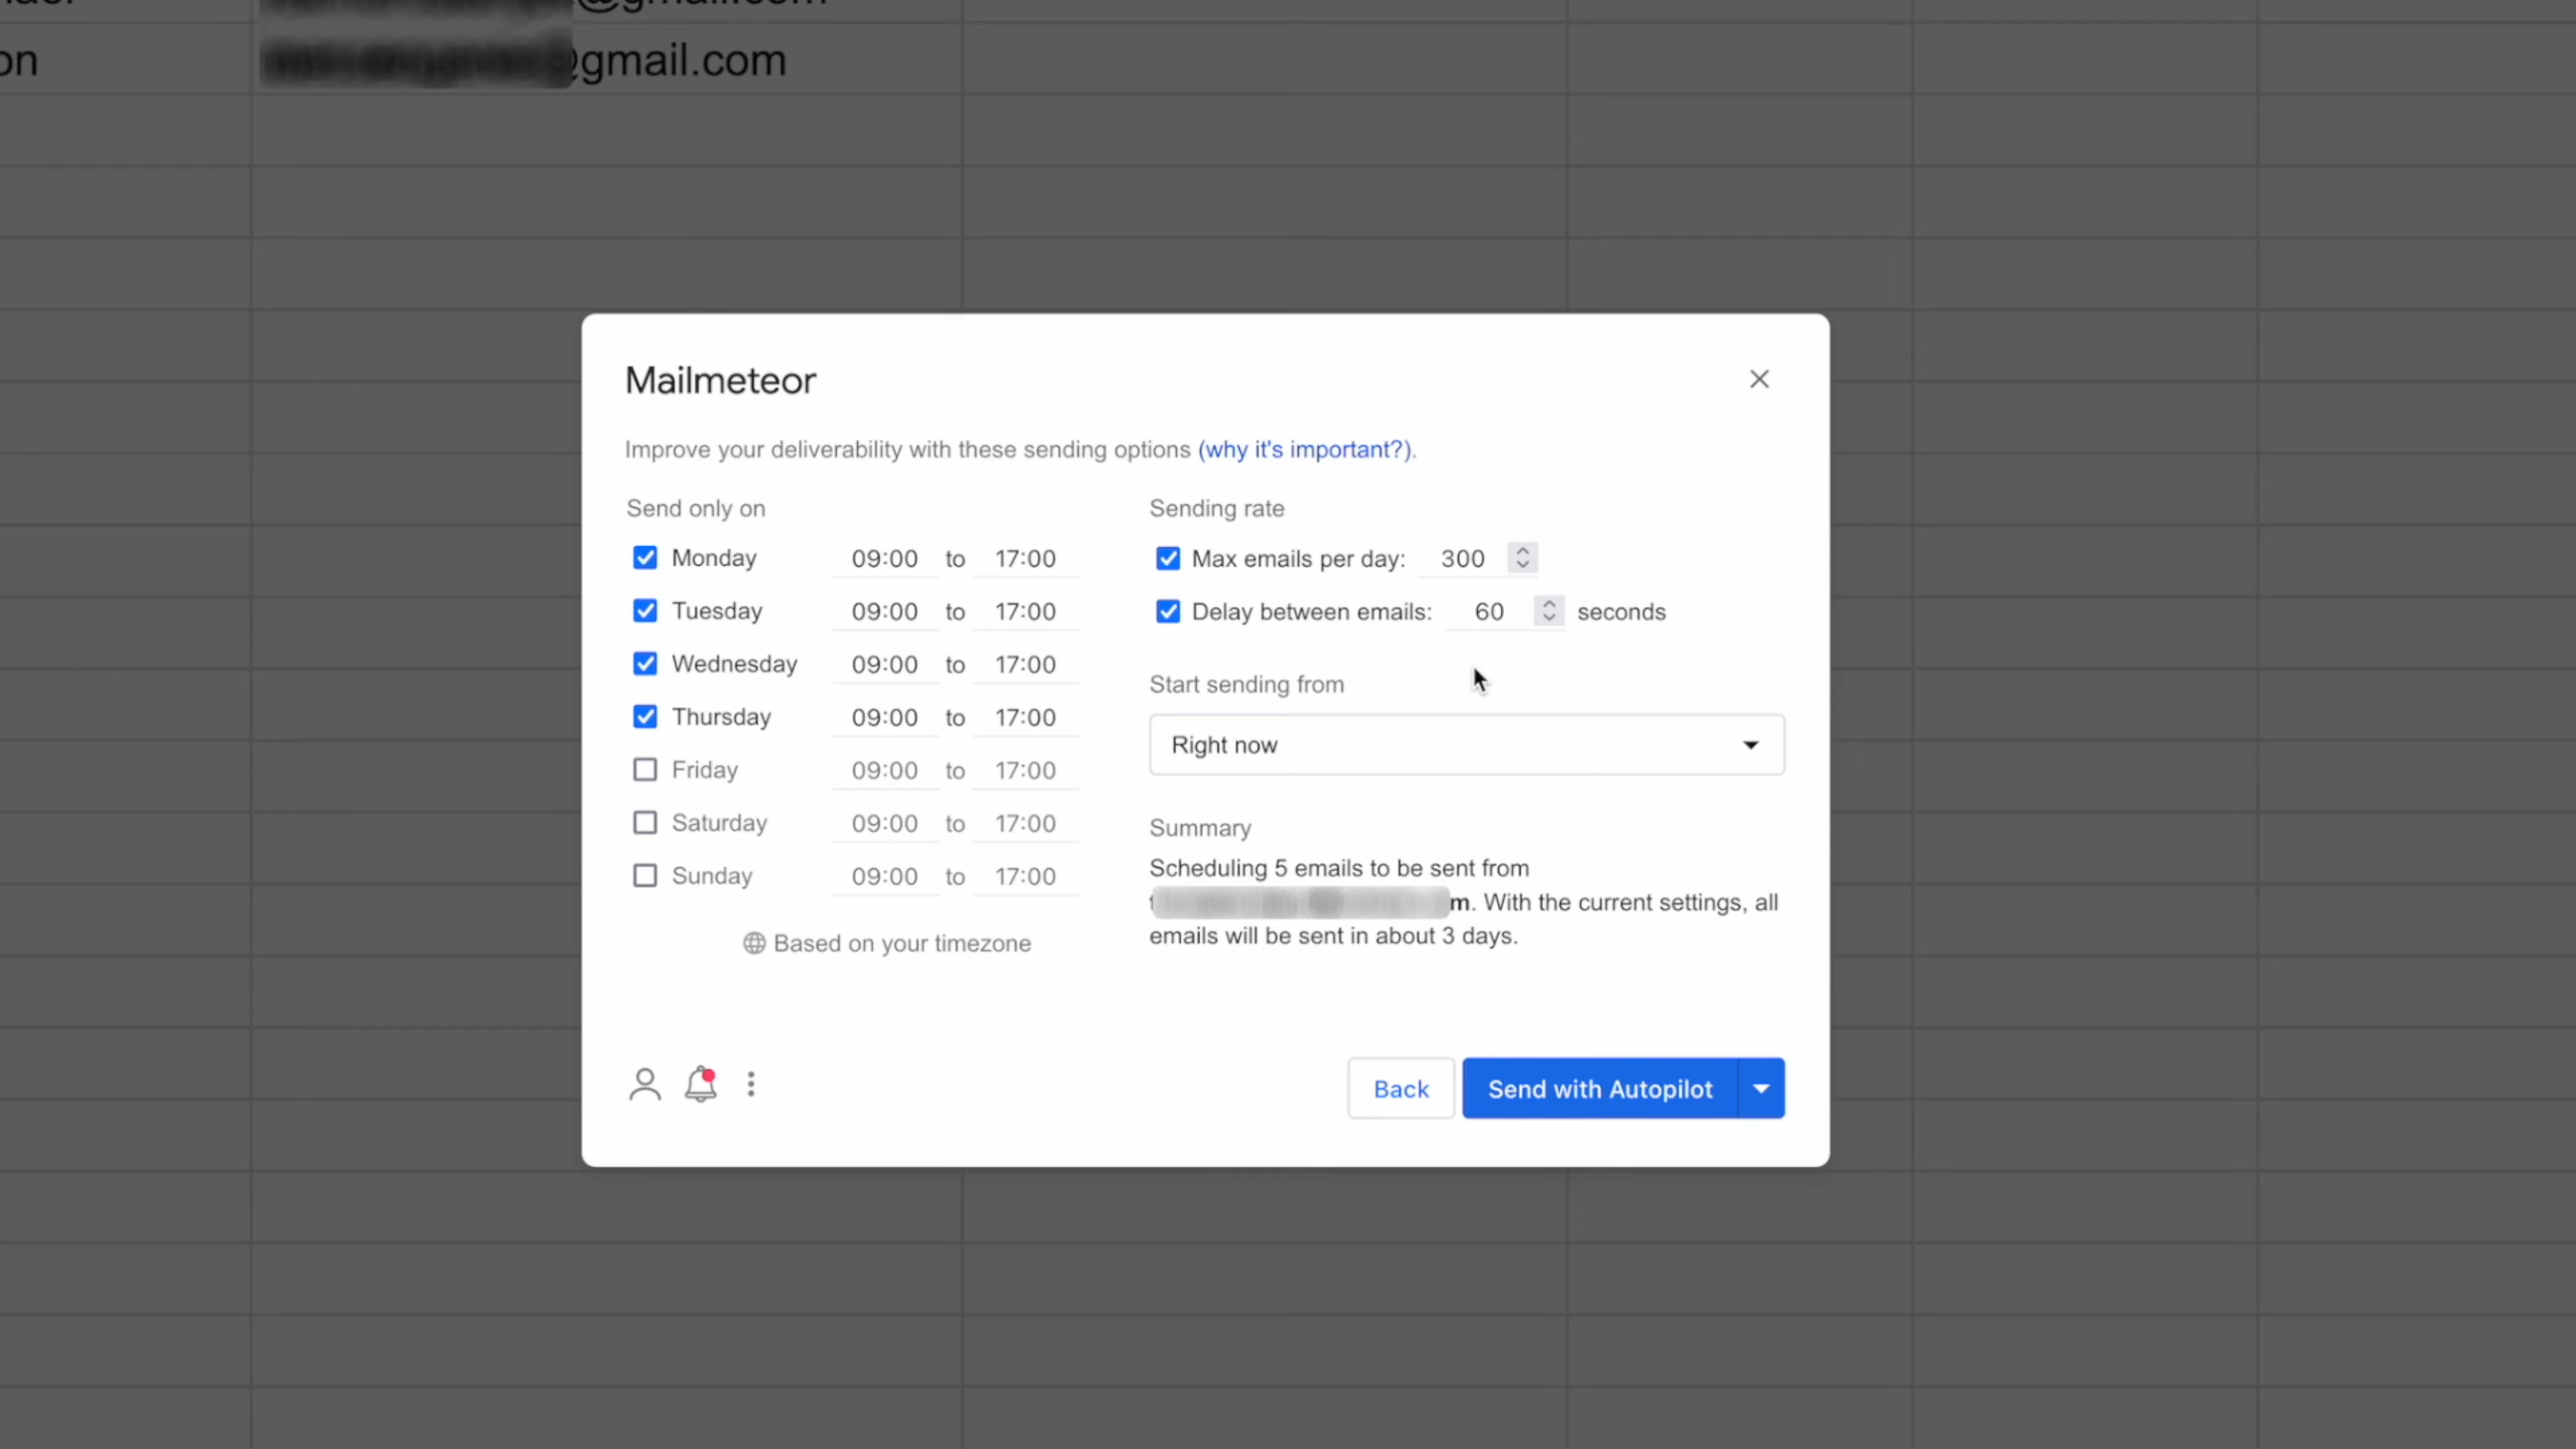 @gmail.com
on
@gmail.com
Mailmeteor
Improve your deliverability with these sending options (why it's important?).
Send only on
Monday 09:00 to 17:00
Tuesday 09:00 to 17:00
Wednesday 09:00 to 17:00
Thursday 09:00 to 17:00
Friday 09:00 to 17:00
Saturday 09:00 to 17:00
Sunday 09:00 to 17:00
Based on your timezone
Sending rate
Max emails per day: 300
Delay between emails: 60 seconds
Start sending from
Right now
Summary
Scheduling 5 emails to be sent from
m. With the current settings, all
emails will be sent in about 3 days.
Back
Send with Autopilot